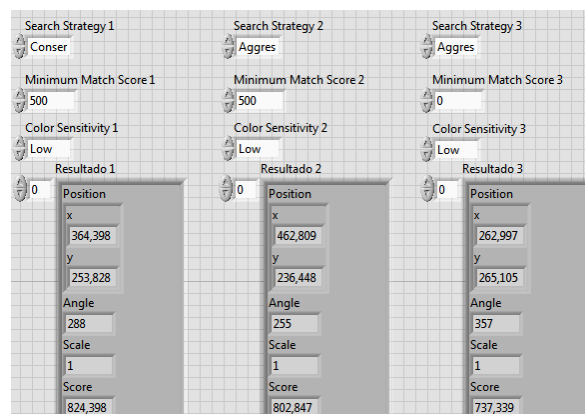 Search Strategy 1
Conser
Minimum Match Score 1
500
Color Sensitivity 1
Low
Resultado 1
0
Position
x
364,398
y
253,828
Angle
288
Scale
1
Score
824,398
Search Strategy 2
Aggres
Minimum Match Score 2
500
Color Sensitivity 2
Low
Resultado 2
0
Position
x
462,809
y
236,448
Angle
255
Scale
1
Score
802,847
Search Strategy 3
Aggres
Minimum Match Score 3
0
Color Sensitivity 3
Low
Resultado 3
0
Position
x
262,997
y
265,105
Angle
357
Scale
1
Score
737,339